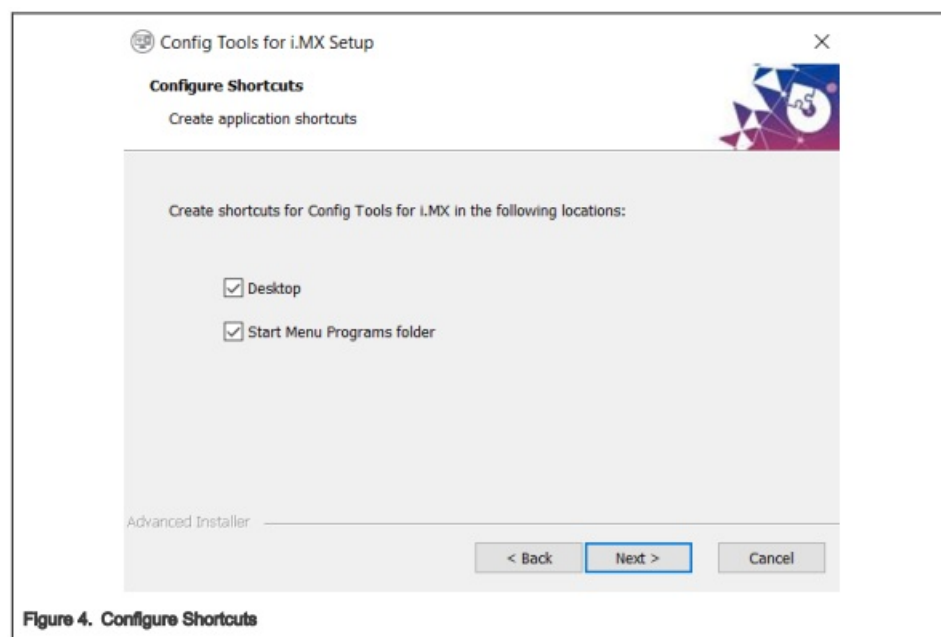 Config Tools for i.MX Setup
Configure Shortcuts
Create application shortcuts
Create shortcuts for Config Tools for i.MX in the following locations:
Desktop
Start Menu Programs folder
Advanced Installer
< Back Next > Cancel
Figure 4. Configure Shortcuts